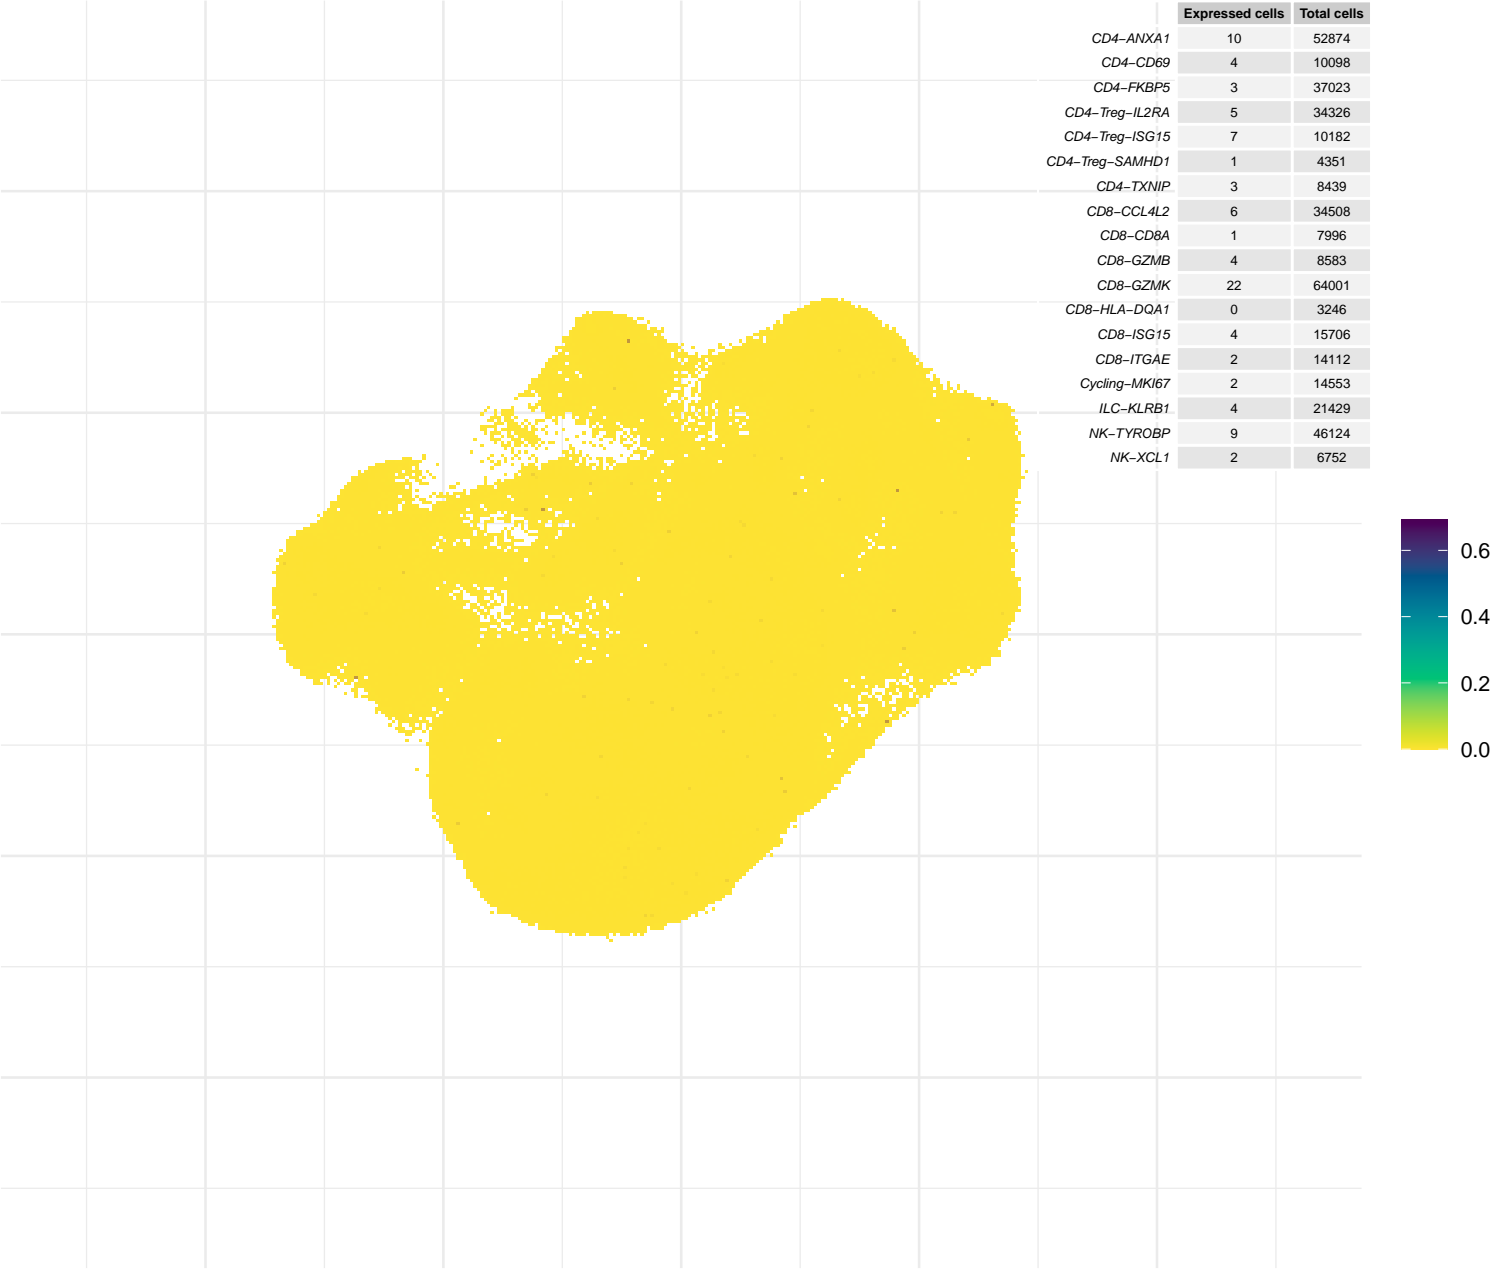 Expressed cells Total cells
CD4−ANXA1 10 52874
CD4−CD69 4 10098
CD4−FKBP5 3 37023
CD4−Treg−IL2RA 5 34326
CD4−Treg−ISG15 7 10182
CD4−Treg−SAMHD1 1 4351
CD4−TXNIP 3 8439
CD8−CCL4L2 6 34508
CD8−CD8A 1 7996
CD8−GZMB 4 8583
CD8−GZMK 22 64001
CD8−HLA−DQA1 0 3246
CD8−ISG15 4 15706
CD8−ITGAE 2 14112
Cycling−MKI67 2 14553
ILC−KLRB1 4 21429
NK−TYROBP 9 46124
NK−XCL1 2 6752
0.6
0.4
0.2
0.0